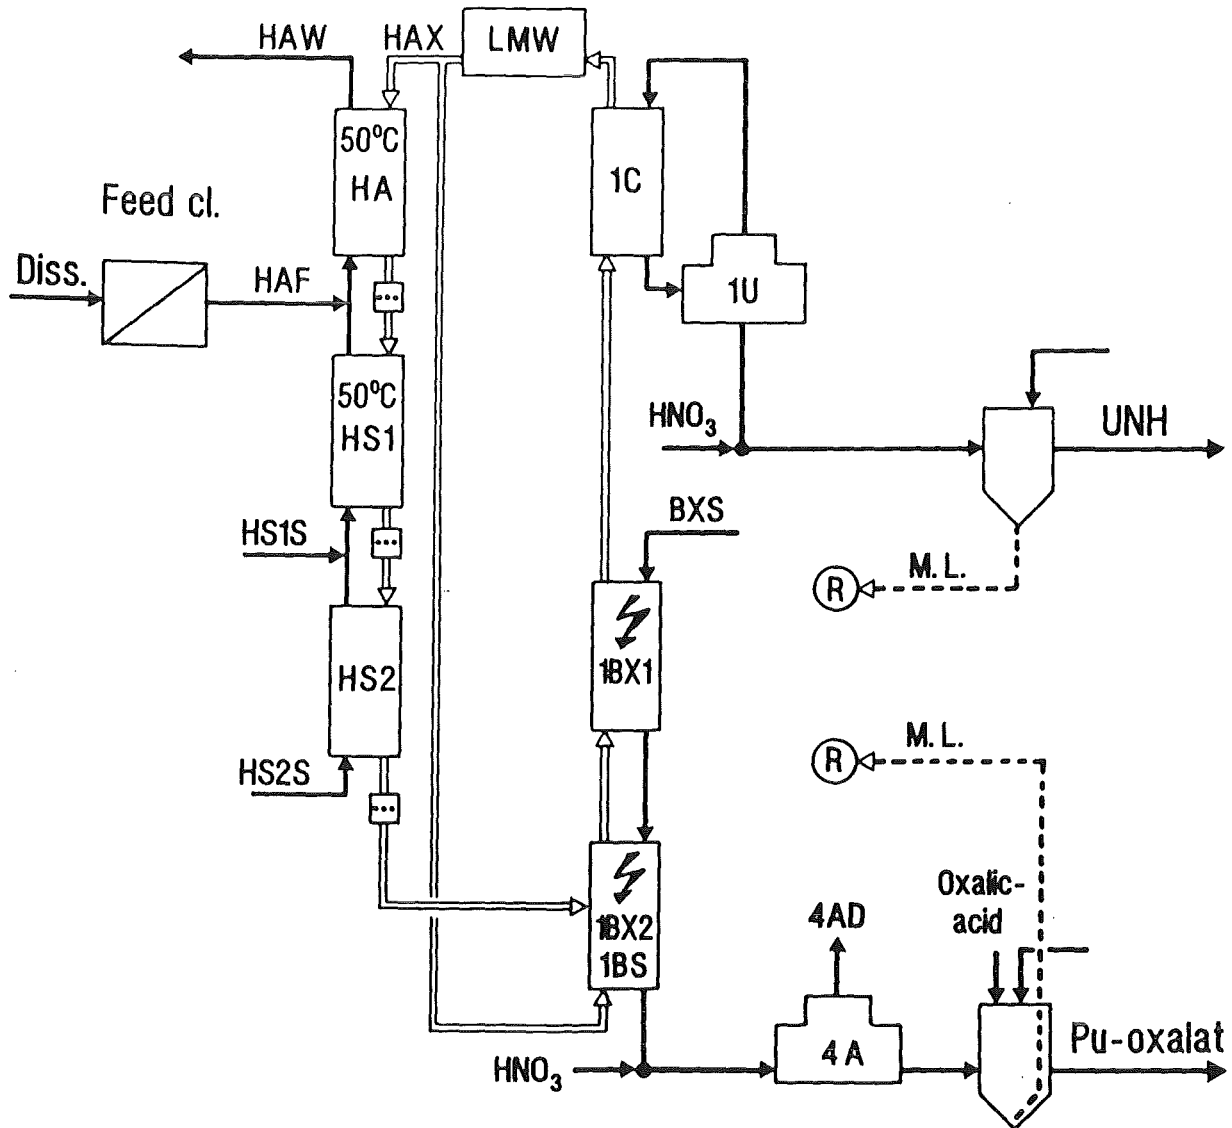 HAW
HAX
LMW
50°C
HA
1C
Feed cl.
Diss.
HAF
1U
50°C
HS1
HNO₃
UNH
HS1S
BXS
M.L.
R
1BX1
HS2
M.L.
R
HS2S
Oxalic-
acid
4AD
1BX2
1BS
4A
Pu-oxalat
HNO₃